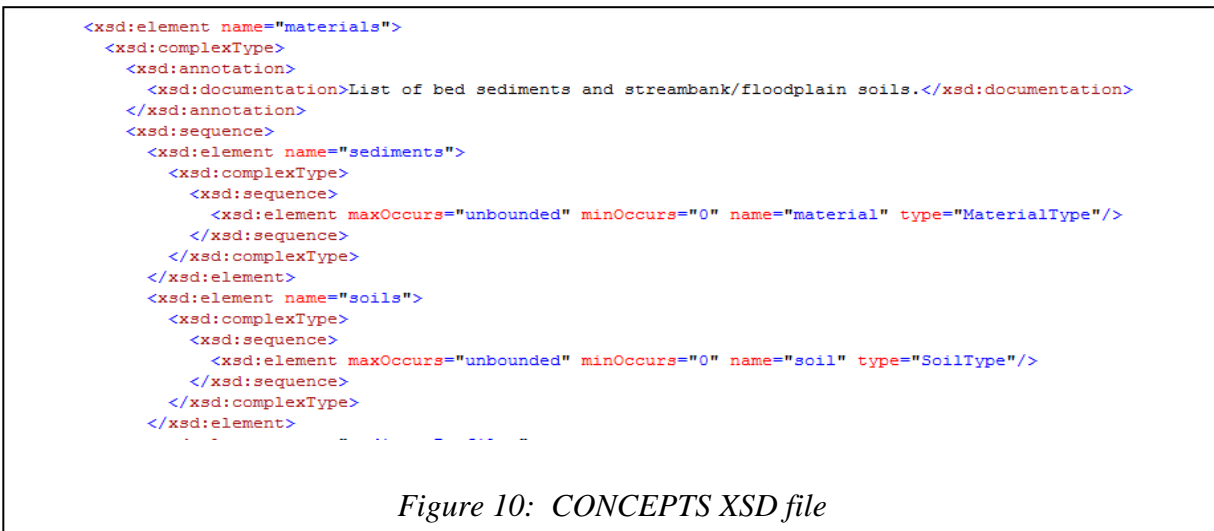 <xsd:element name="materials">
<xsd:complexType>
<xsd:annotation>
<xsd:documentation>List of bed sediments and streambank/floodplain soils.</xsd:documentation>
</xsd:annotation>
<xsd:sequence>
<xsd:element name="sediments">
<xsd:complexType>
<xsd:sequence>
<xsd:element maxOccurs="unbounded" minOccurs="0" name="material" type="MaterialType"/>
</xsd:sequence>
</xsd:complexType>
</xsd:element>
<xsd:element name="soils">
<xsd:complexType>
<xsd:sequence>
<xsd:element maxOccurs="unbounded" minOccurs="0" name="soil" type="SoilType"/>
</xsd:sequence>
</xsd:complexType>
</xsd:element>
Figure 10: CONCEPTS XSD file